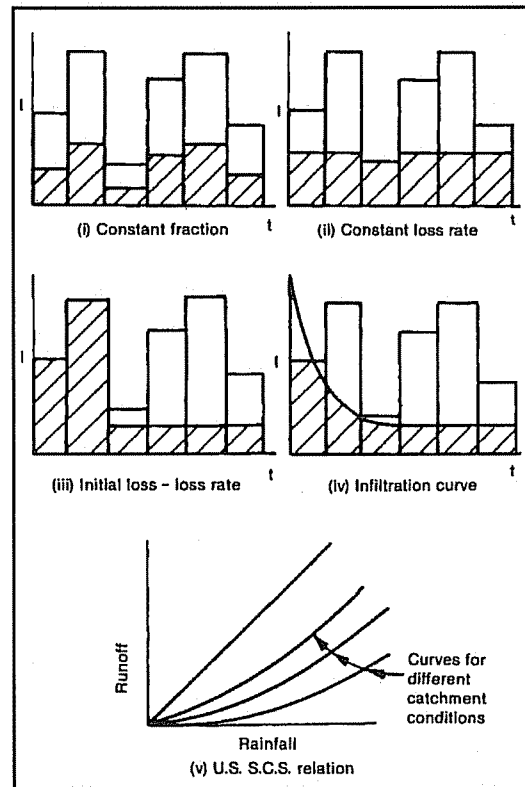 I
t
(i) Constant fraction
I
t
(ii) Constant loss rate
I
t
(iii) Initial loss – loss rate
I
t
(iv) Infiltration curve
Runoff
Rainfall
Curves for
different
catchment
conditions
(v) U.S. S.C.S. relation